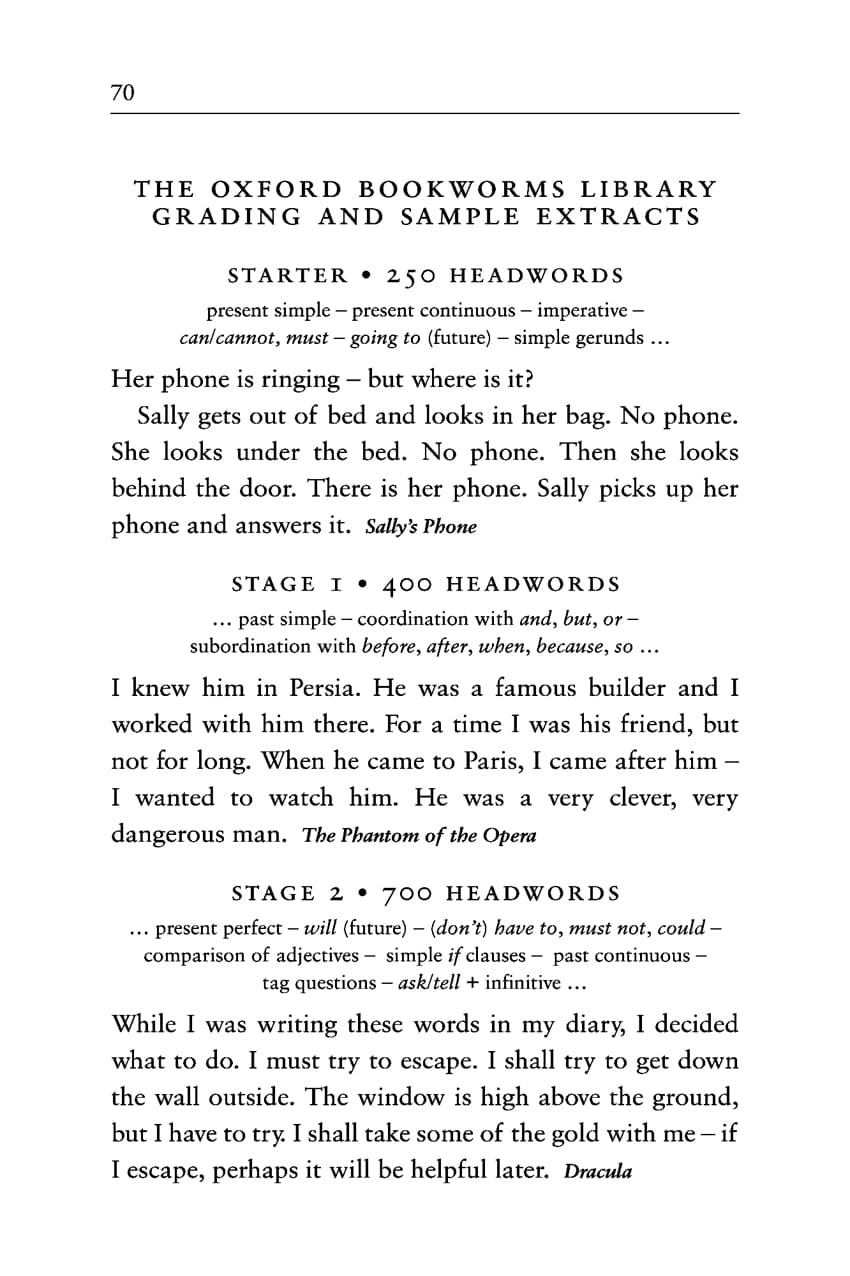 70
THE OXFORD BOOKWORMS LIBRARY
GRADING AND SAMPLE EXTRACTS
STARTER • 250 HEADWORDS
present simple – present continuous – imperative –
can/cannot, must – going to (future) – simple gerunds ...
Her phone is ringing – but where is it?
Sally gets out of bed and looks in her bag. No phone.
She looks under the bed. No phone. Then she looks
behind the door. There is her phone. Sally picks up her
phone and answers it. Sally's Phone
STAGE 1 • 400 HEADWORDS
... past simple – coordination with and, but, or –
subordination with before, after, when, because, so ...
I knew him in Persia. He was a famous builder and I
worked with him there. For a time I was his friend, but
not for long. When he came to Paris, I came after him –
I wanted to watch him. He was a very clever, very
dangerous man. The Phantom of the Opera
STAGE 2 • 700 HEADWORDS
... present perfect – will (future) – (don't) have to, must not, could –
comparison of adjectives – simple if clauses – past continuous –
tag questions – ask/tell + infinitive ...
While I was writing these words in my diary, I decided
what to do. I must try to escape. I shall try to get down
the wall outside. The window is high above the ground,
but I have to try. I shall take some of the gold with me – if
I escape, perhaps it will be helpful later. Dracula